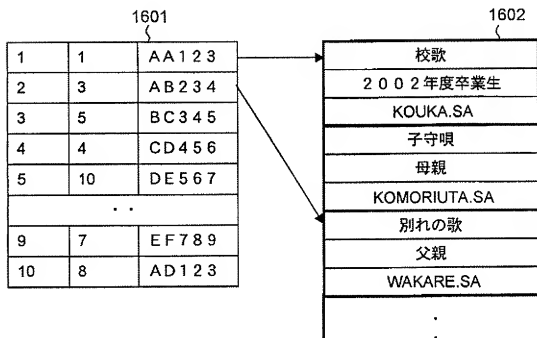 1601
1 1 AA123
2 3 AB234
3 5 BC345
4 4 CD456
5 10 DE567
・・
9 7 EF789
10 8 AD123
1602
校歌
2002年度卒業生
KOUKA.SA
子守唄
母親
KOMORIUTA.SA
別れの歌
父親
WAKARE.SA